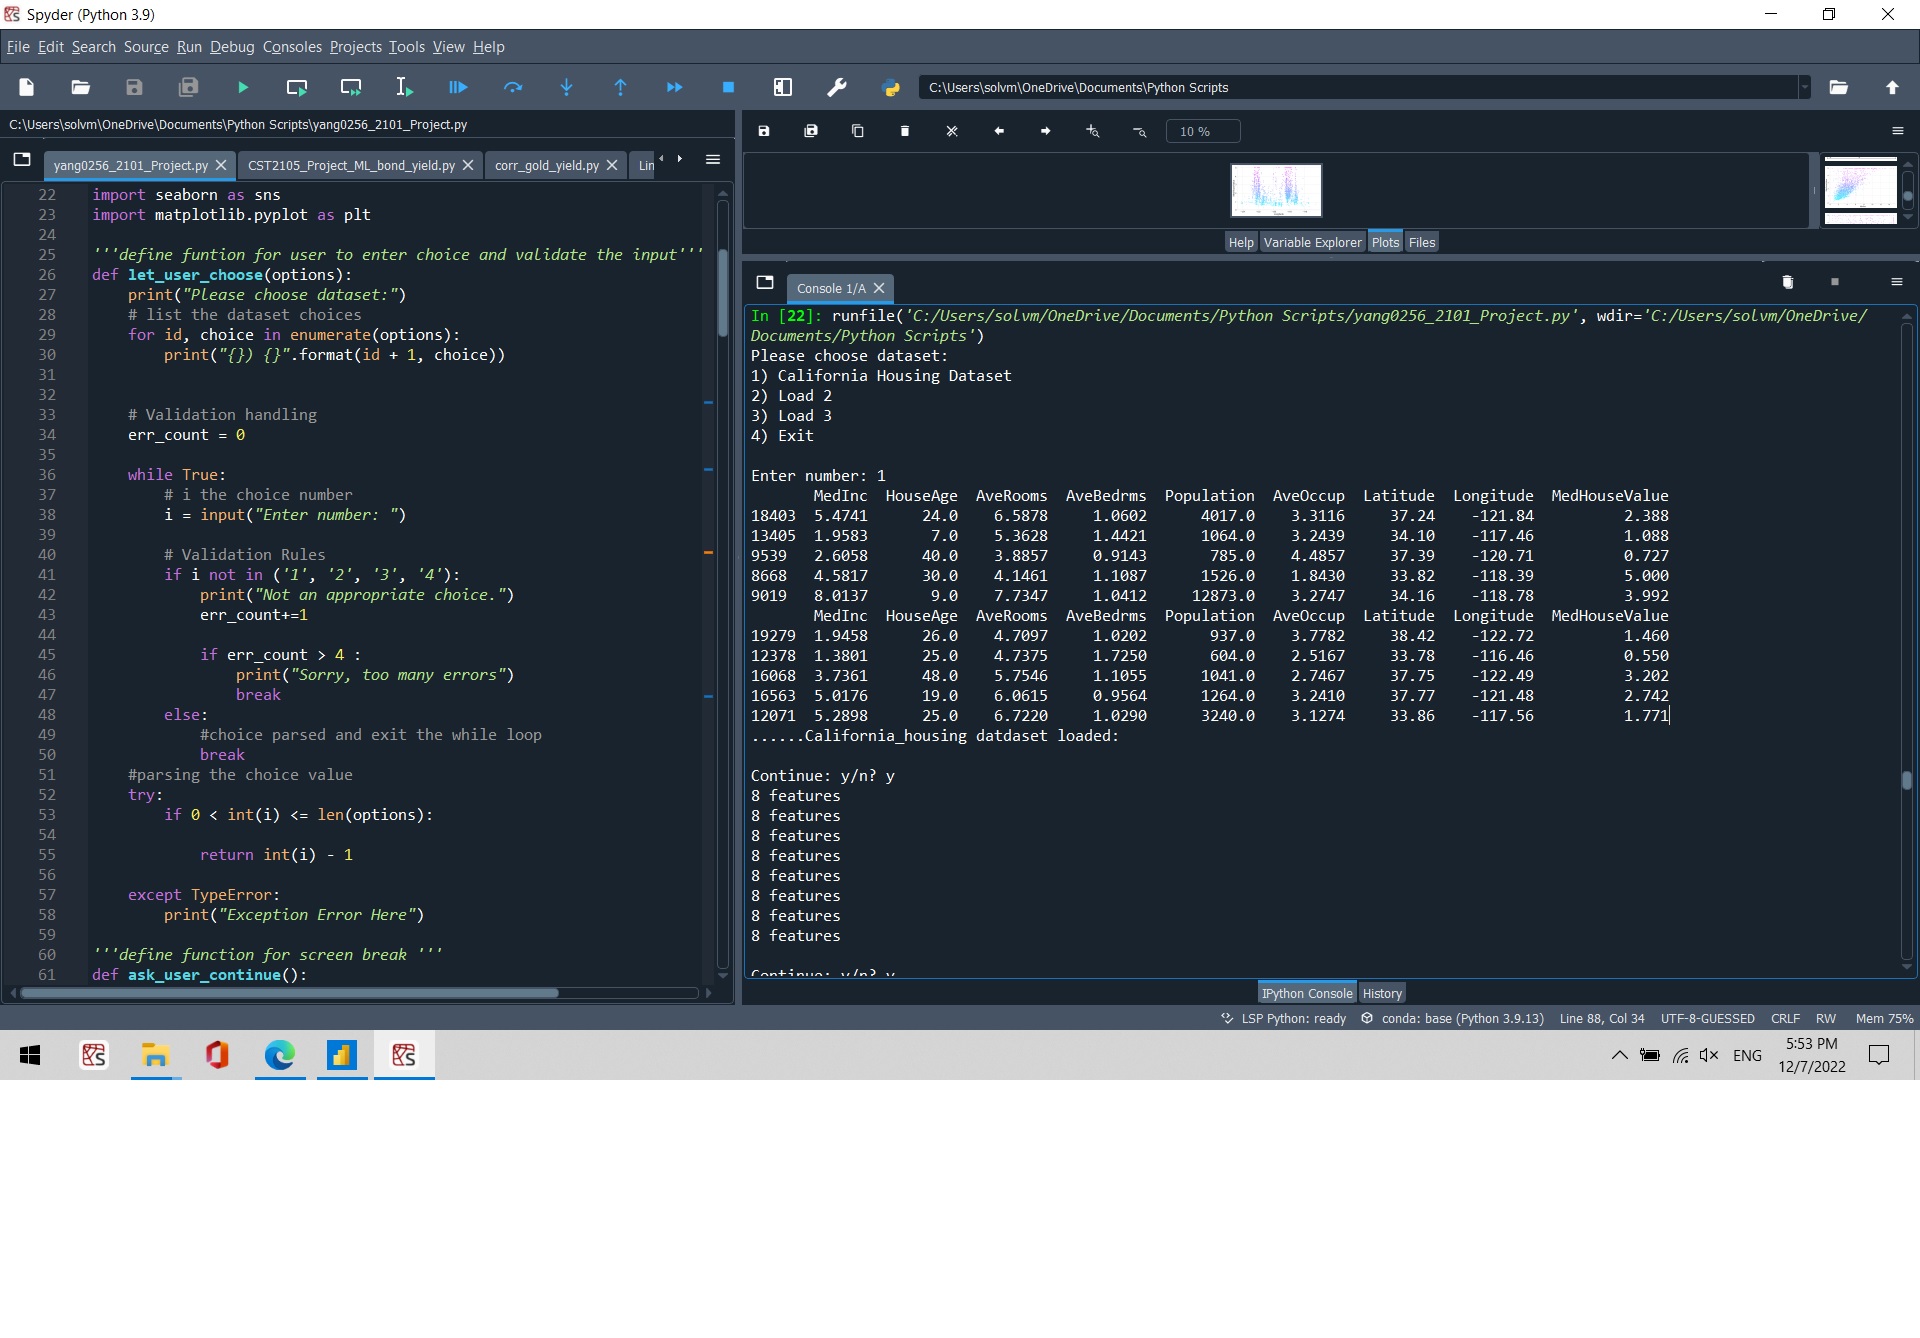 Spyder (Python 3.9)
File Edit Search Source Run Debug Consoles Projects Tools View Help
C:\Users\solvm\OneDrive\Documents\Python Scripts
C:\Users\solvm\OneDrive\Documents\Python Scripts\yang0256_2101_Project.py
yang0256_2101_Project.py CST2105_Project_ML_bond_yield.py corr_gold_yield.py Lin
22 import seaborn as sns
23 import matplotlib.pyplot as plt
24
25 '''define funtion for user to enter choice and validate the input'''
26 def let_user_choose(options):
27 print("Please choose dataset:")
28 # list the dataset choices
29 for id, choice in enumerate(options):
30 print("{}) {}".format(id + 1, choice))
31
32
33 # Validation handling
34 err_count = 0
35
36 while True:
37 # i the choice number
38 i = input("Enter number: ")
39
40 # Validation Rules
41 if i not in ('1', '2', '3', '4'):
42 print("Not an appropriate choice.")
43 err_count+=1
44
45 if err_count > 4 :
46 print("Sorry, too many errors")
47 break
48 else:
49 #choice parsed and exit the while loop
50 break
51 #parsing the choice value
52 try:
53 if 0 < int(i) <= len(options):
54
55 return int(i) - 1
56
57 except TypeError:
58 print("Exception Error Here")
59
60 '''define function for screen break '''
61 def ask_user_continue():
10 %
Help Variable Explorer Plots Files
Console 1/A
In [22]: runfile('C:/Users/solvm/OneDrive/Documents/Python Scripts/yang0256_2101_Project.py', wdir='C:/Users/solvm/OneDrive/
Documents/Python Scripts')
Please choose dataset:
1) California Housing Dataset
2) Load 2
3) Load 3
4) Exit
Enter number: 1
MedInc HouseAge AveRooms AveBedrms Population AveOccup Latitude Longitude MedHouseValue
18403 5.4741 24.0 6.5878 1.0602 4017.0 3.3116 37.24 -121.84 2.388
13405 1.9583 7.0 5.3628 1.4421 1064.0 3.2439 34.10 -117.46 1.088
9539 2.6058 40.0 3.8857 0.9143 785.0 4.4857 37.39 -120.71 0.727
8668 4.5817 30.0 4.1461 1.1087 1526.0 1.8430 33.82 -118.39 5.000
9019 8.0137 9.0 7.7347 1.0412 12873.0 3.2747 34.16 -118.78 3.992
MedInc HouseAge AveRooms AveBedrms Population AveOccup Latitude Longitude MedHouseValue
19279 1.9458 26.0 4.7097 1.0202 937.0 3.7782 38.42 -122.72 1.460
12378 1.3801 25.0 4.7375 1.7250 604.0 2.5167 33.78 -116.46 0.550
16068 3.7361 48.0 5.7546 1.1055 1041.0 2.7467 37.75 -122.49 3.202
16563 5.0176 19.0 6.0615 0.9564 1264.0 3.2410 37.77 -121.48 2.742
12071 5.2898 25.0 6.7220 1.0290 3240.0 3.1274 33.86 -117.56 1.771
......California_housing datdaset loaded:
Continue: y/n? y
8 features
8 features
8 features
8 features
8 features
8 features
8 features
8 features
Continue: y/n? y
IPython Console History
LSP Python: ready conda: base (Python 3.9.13) Line 88, Col 34 UTF-8-GUESSED CRLF RW Mem 75%
ENG
5:53 PM
12/7/2022